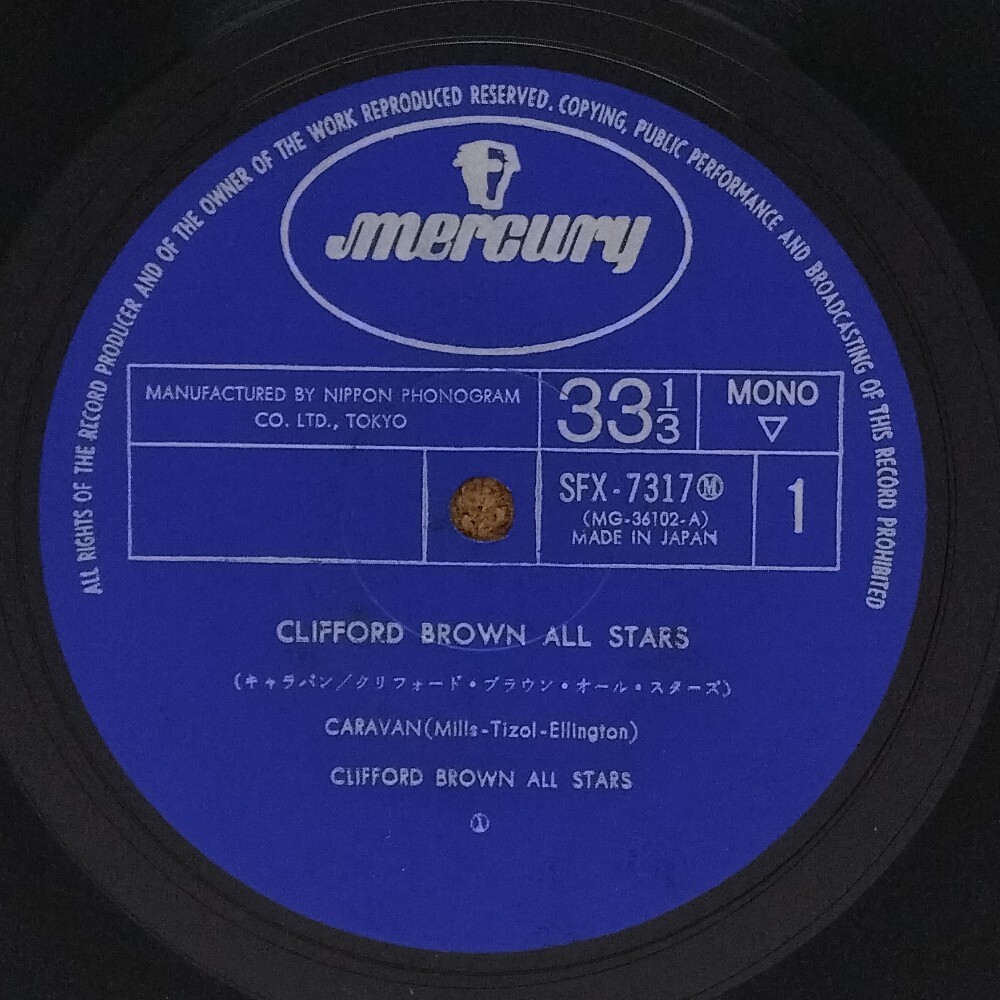 ALL RIGHTS OF THE RECORD PRODUCER AND OF THE OWNER OF THE WORK REPRODUCED RESERVED. COPYING, PUBLIC PERFORMANCE AND BROADCASTING OF THIS RECORD PROHIBITED
mercury
MANUFACTURED BY NIPPON PHONOGRAM
CO. LTD., TOKYO
33 1/3
MONO
▽
SFX-7317Ⓜ
(MG-36102-A)
MADE IN JAPAN
1
CLIFFORD BROWN ALL STARS
(キャラバン/クリフォード・ブラウン・オール・スターズ)
CARAVAN(Mills-Tizol-Ellington)
CLIFFORD BROWN ALL STARS
①